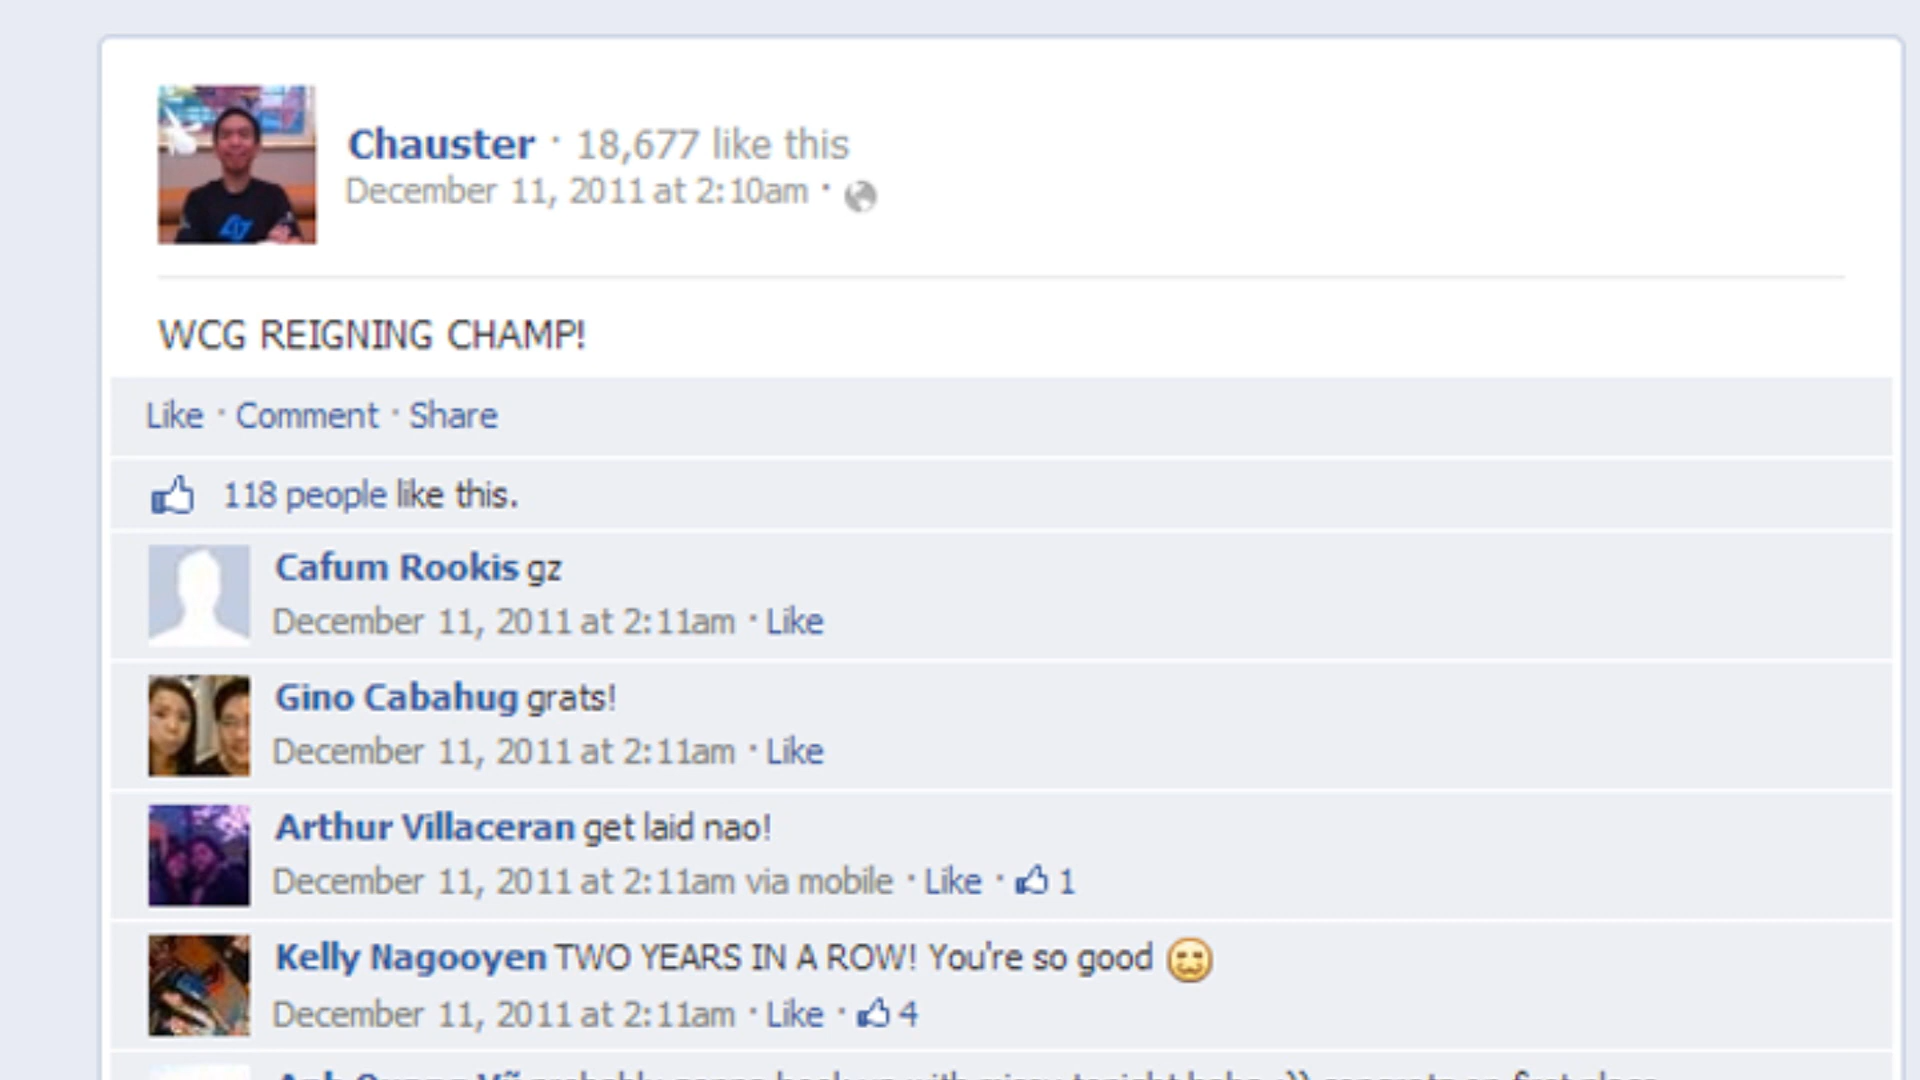 Chauster · 18,677 like this
December 11, 2011 at 2:10am ·
WCG REIGNING CHAMP!
Like · Comment · Share
118 people like this.
Cafum Rookis gz
December 11, 2011 at 2:11am · Like
Gino Cabahug grats!
December 11, 2011 at 2:11am · Like
Arthur Villaceran get laid nao!
December 11, 2011 at 2:11am via mobile · Like · 1
Kelly Nagooyen TWO YEARS IN A ROW! You're so good
December 11, 2011 at 2:11am · Like · 4